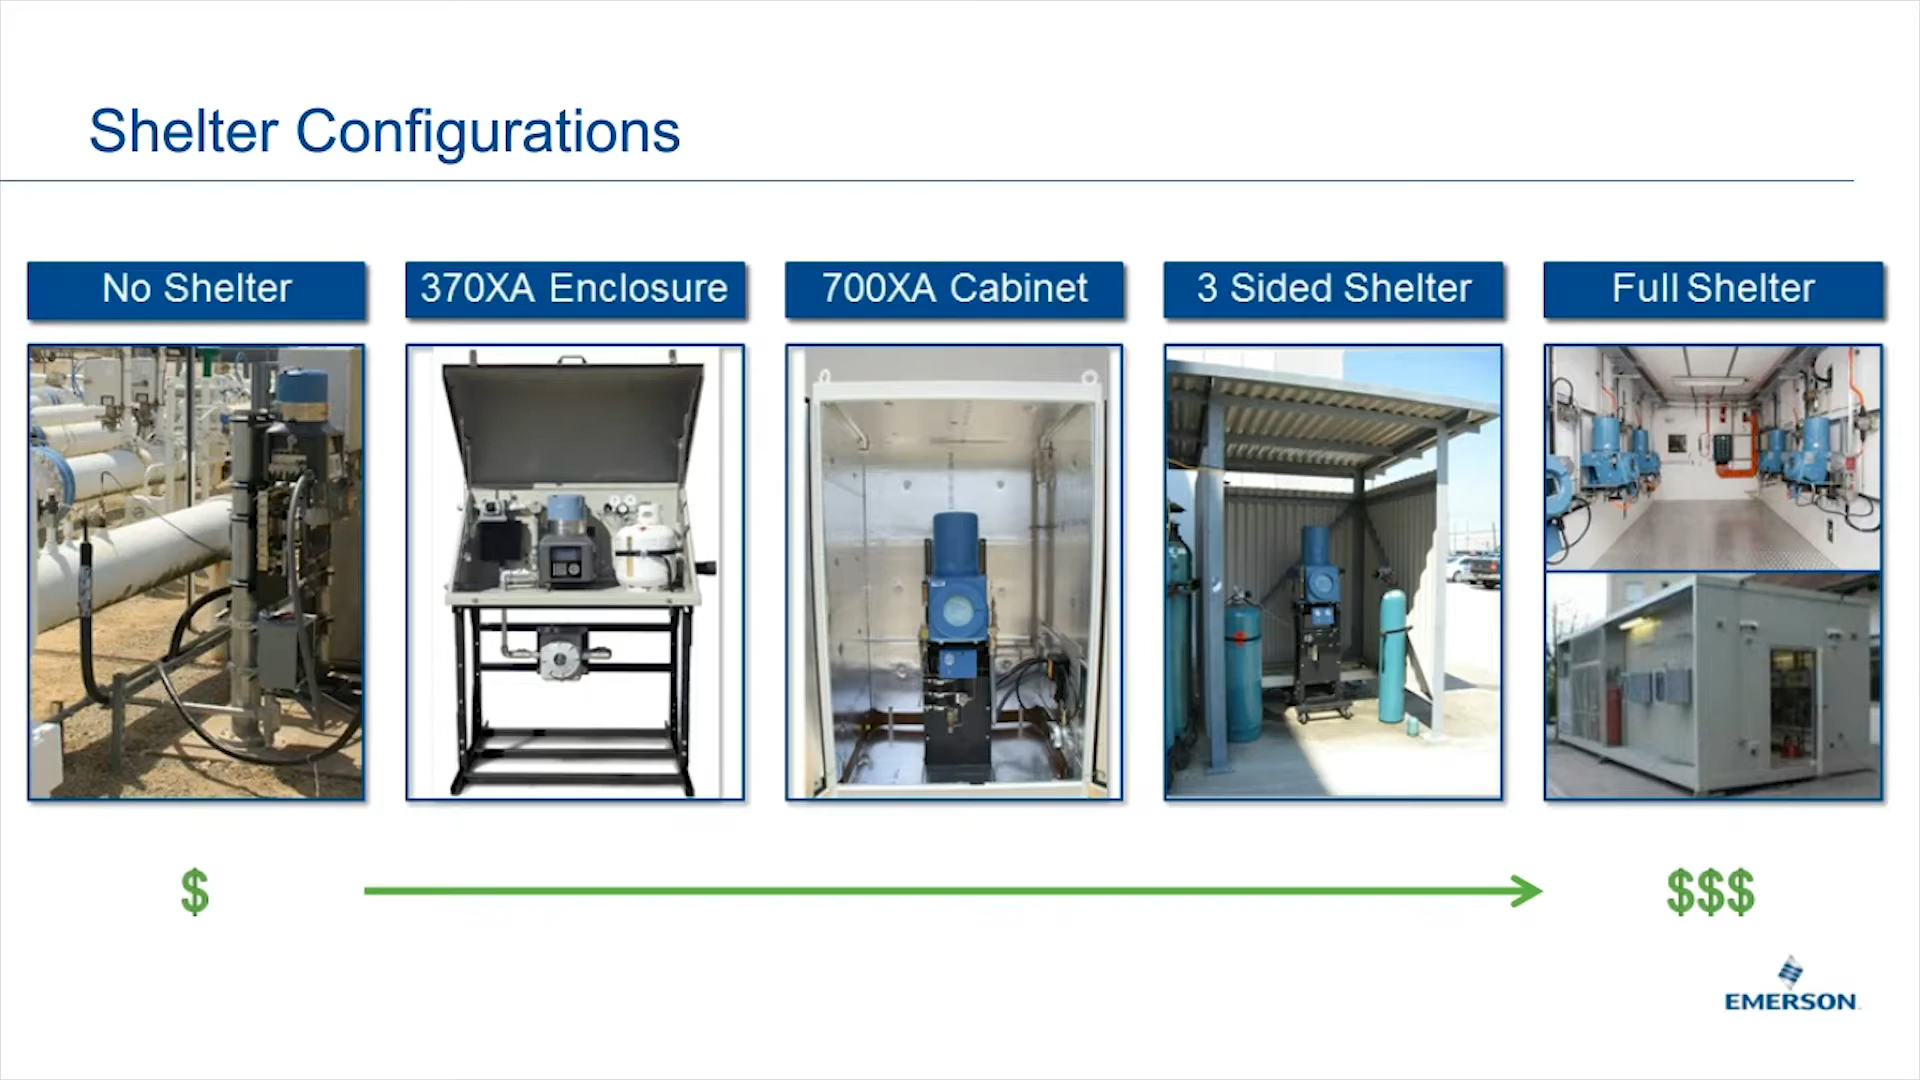 Shelter Configurations
No Shelter
370XA Enclosure
700XA Cabinet
3 Sided Shelter
Full Shelter
$
$$$
EMERSON